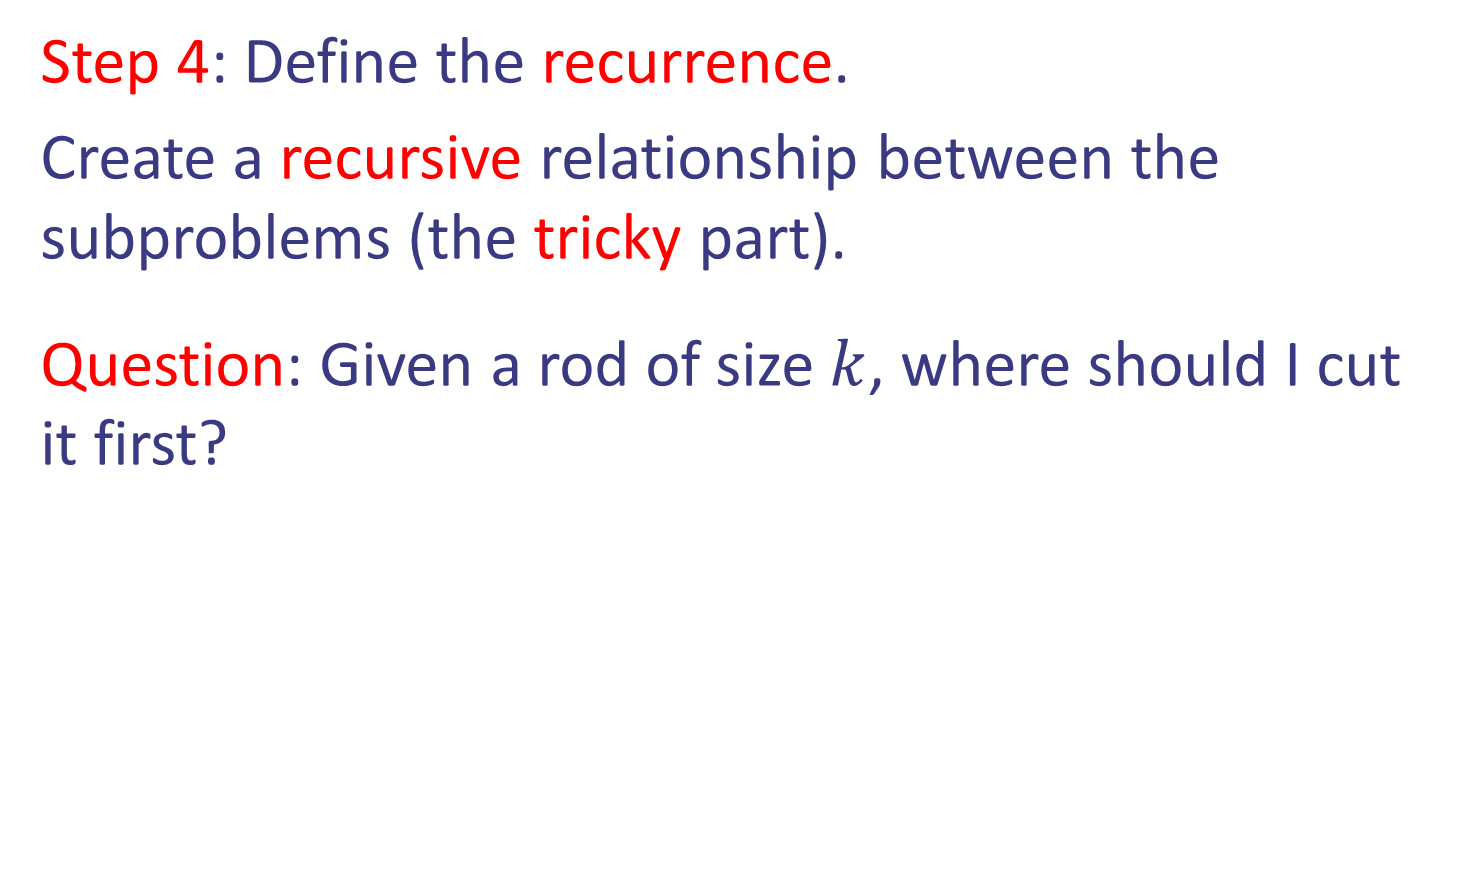 Step 4: Define the recurrence.
Create a recursive relationship between the
subproblems (the tricky part).
Question: Given a rod of size 𝑘, where should I cut
it first?